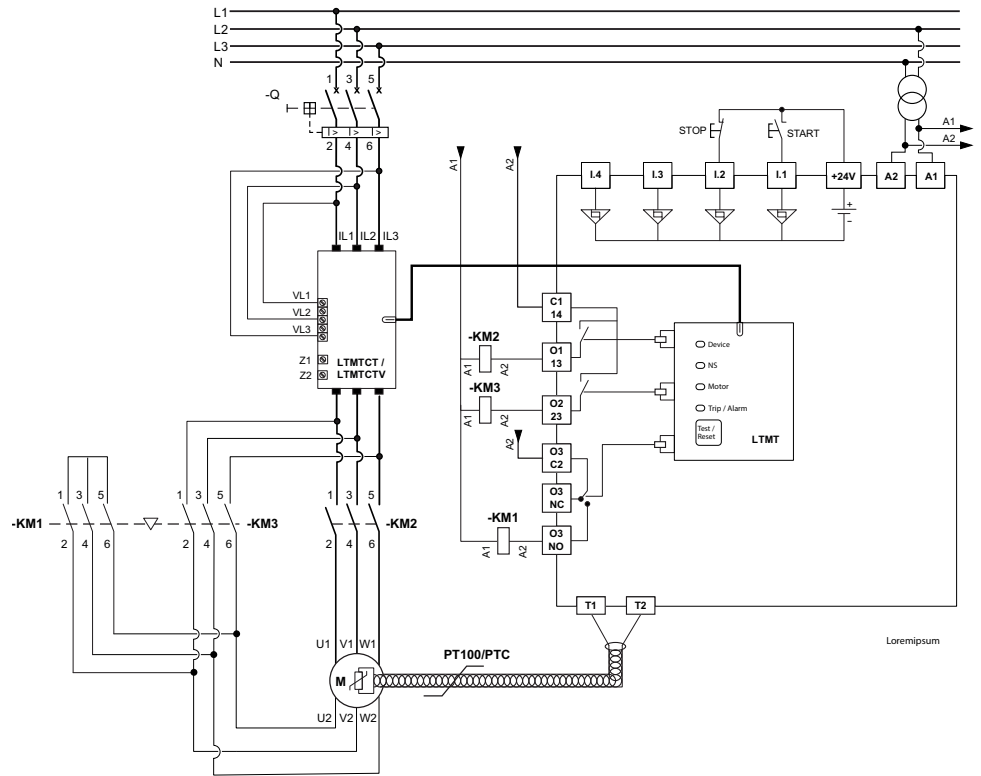 L1
L2
L3
N
1 3 5
-Q
I> I> I>
2 4 6
A1
A2
STOP
START
A1
A2
I.4
I.3
I.2
I.1
+24V
A2
A1
+
-
IL1 IL2 IL3
VL1
VL2
VL3
Z1
Z2
LTMTCT /
LTMTCTV
C1
14
-KM2
A1
A2
O1
13
-KM3
A1
A2
O2
23
A2
O3
C2
O3
NC
-KM1
A1
A2
O3
NO
Device
NS
Motor
Trip / Alarm
Test /
Reset
LTMT
1 3 5
1 3 5
1 3 5
-KM1
-KM3
-KM2
2 4 6
2 4 6
2 4 6
T1
T2
Loremipsum
U1 V1 W1
PT100/PTC
M
U2 V2 W2